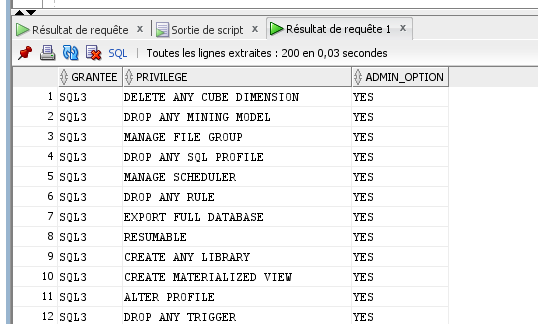 Résultat de requête x Sortie de script x Résultat de requête 1 x
SQL | Toutes les lignes extraites : 200 en 0,03 secondes
GRANTEE PRIVILEGE ADMIN_OPTION
1 SQL3 DELETE ANY CUBE DIMENSION YES
2 SQL3 DROP ANY MINING MODEL YES
3 SQL3 MANAGE FILE GROUP YES
4 SQL3 DROP ANY SQL PROFILE YES
5 SQL3 MANAGE SCHEDULER YES
6 SQL3 DROP ANY RULE YES
7 SQL3 EXPORT FULL DATABASE YES
8 SQL3 RESUMABLE YES
9 SQL3 CREATE ANY LIBRARY YES
10 SQL3 CREATE MATERIALIZED VIEW YES
11 SQL3 ALTER PROFILE YES
12 SQL3 DROP ANY TRIGGER YES